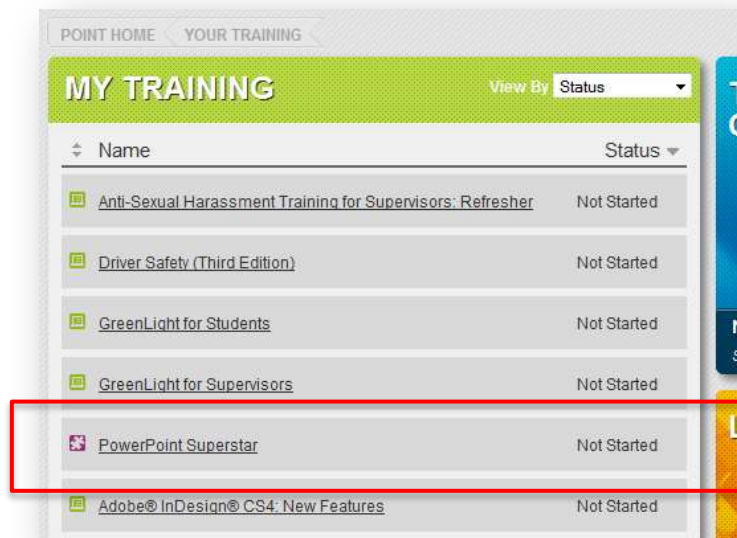 POINT HOME YOUR TRAINING
MY TRAINING View By Status
Name Status
Anti-Sexual Harassment Training for Supervisors: Refresher Not Started
Driver Safety (Third Edition) Not Started
GreenLight for Students Not Started
GreenLight for Supervisors Not Started
PowerPoint Superstar Not Started
Adobe® InDesign® CS4: New Features Not Started